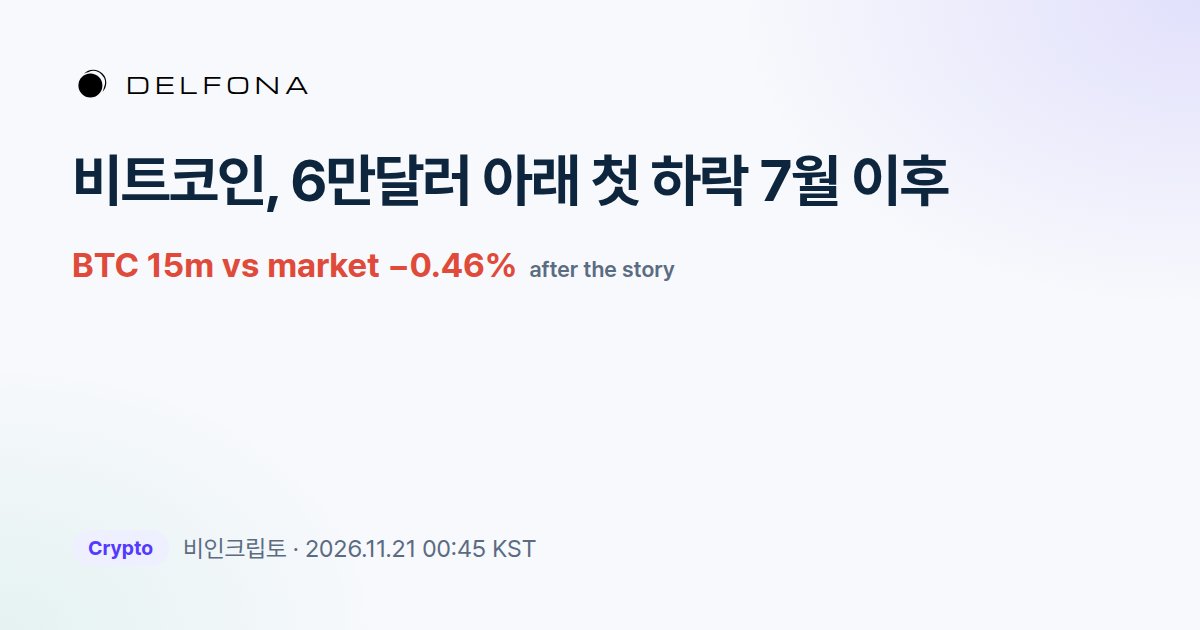 DELFONA
비트코인, 6만달러 아래 첫 하락 7월 이후
BTC 15m vs market −0.46% after the story
Crypto 비인크립토 · 2026.11.21 00:45 KST